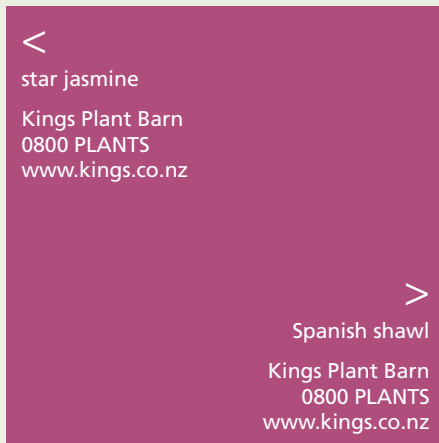 <
star jasmine
Kings Plant Barn
0800 PLANTS
www.kings.co.nz
>
Spanish shawl
Kings Plant Barn
0800 PLANTS
www.kings.co.nz